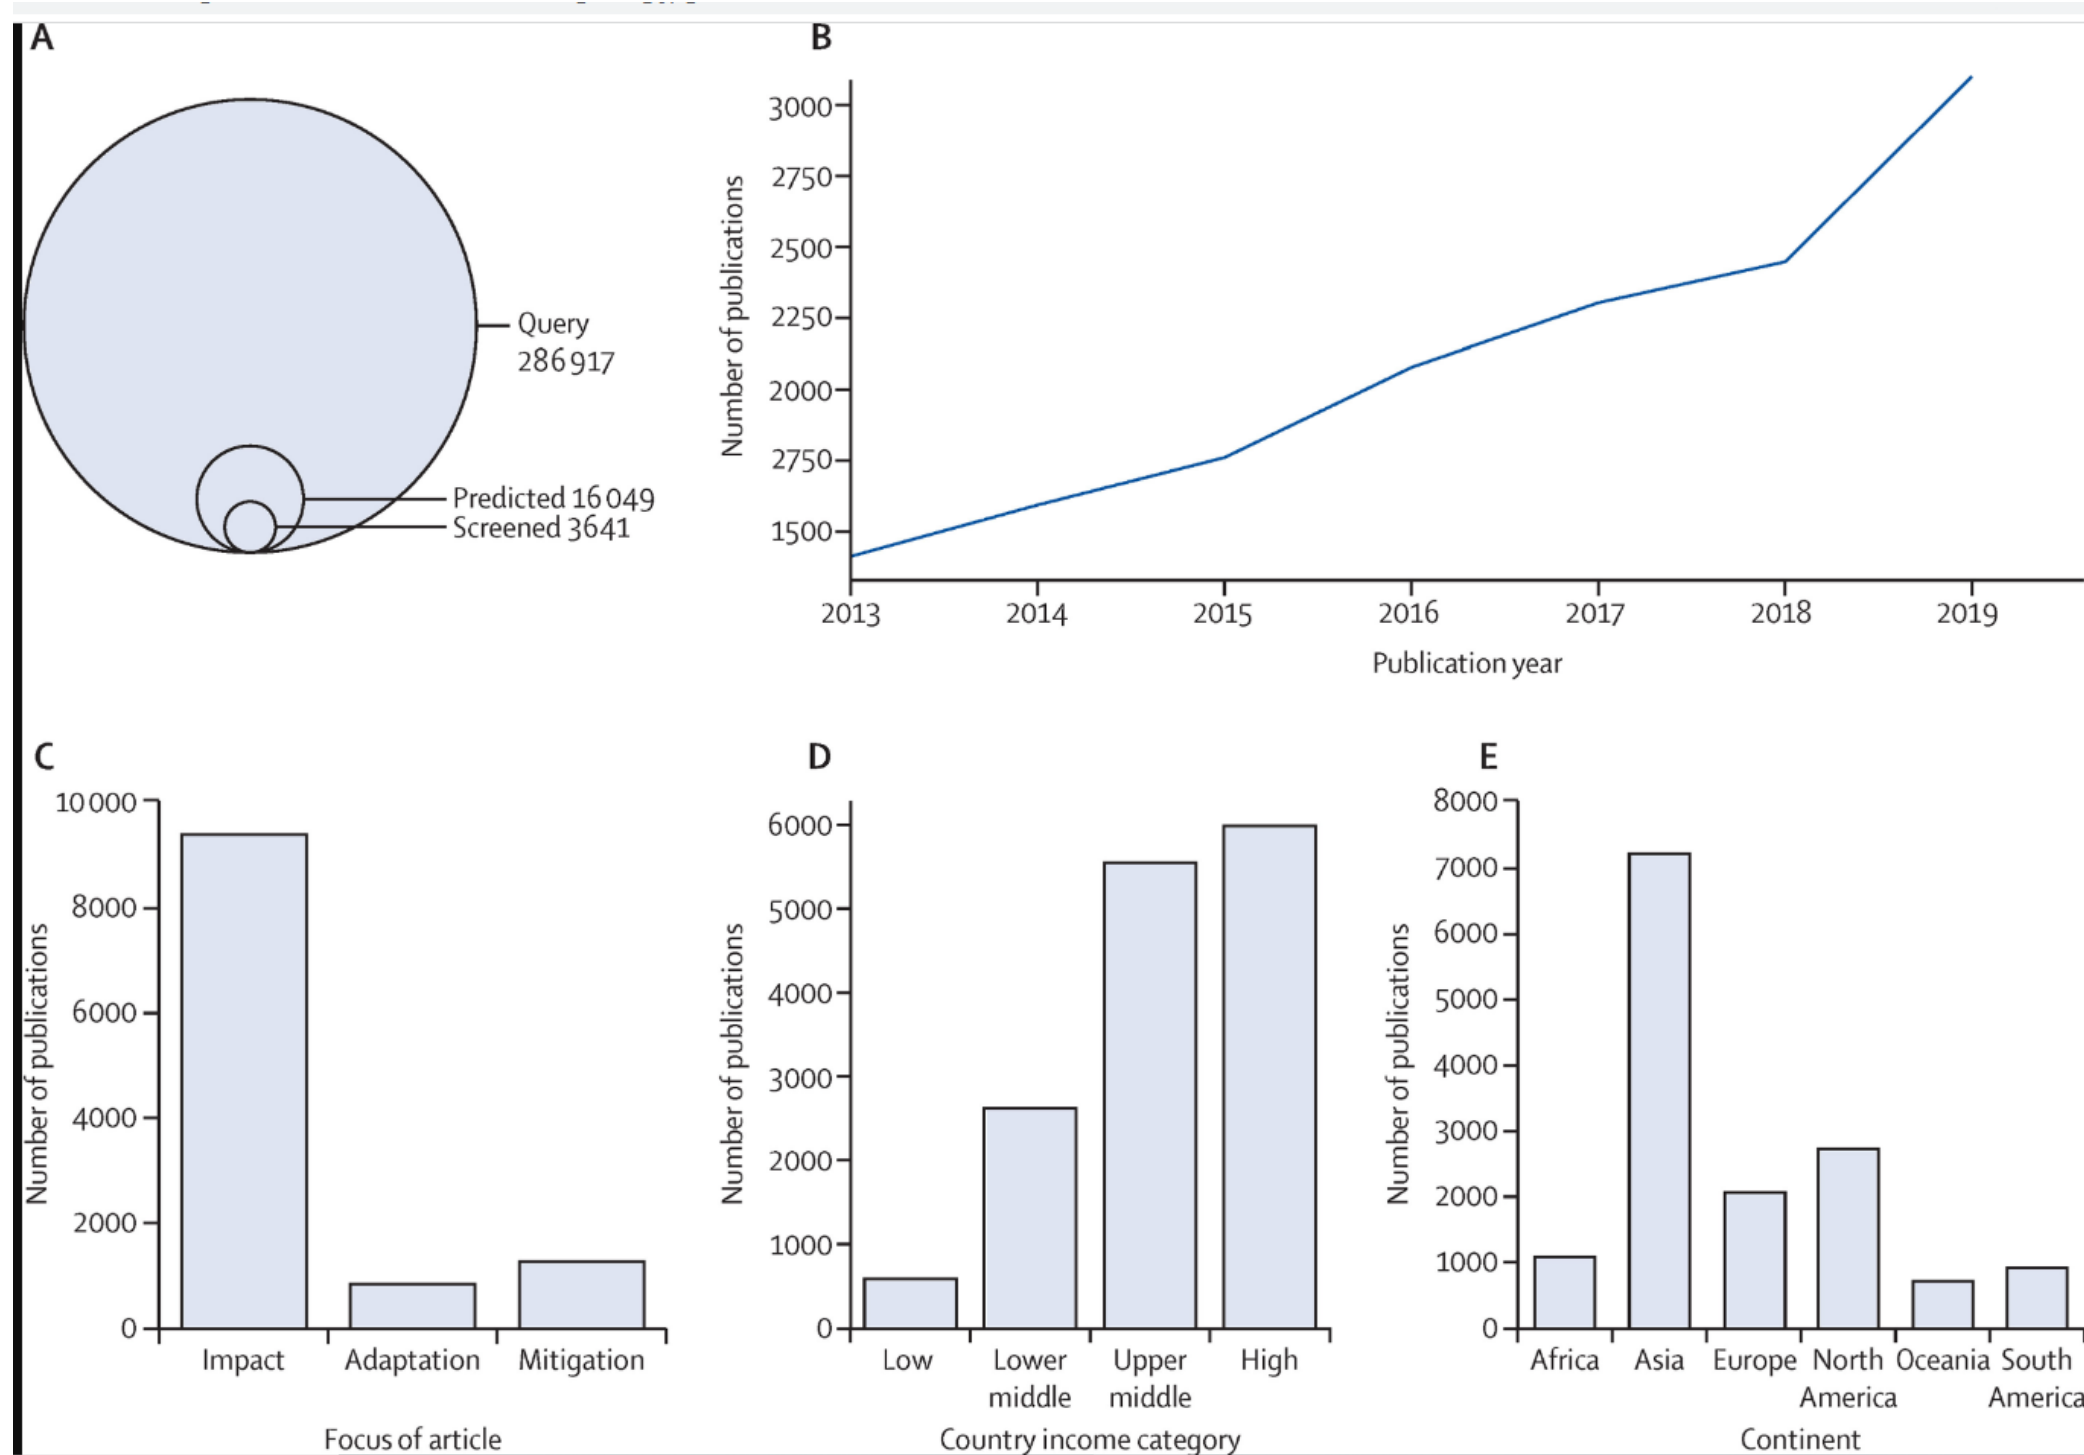 A
Query
286 917
Predicted 16 049
Screened 3641
B
Number of publications
3000
2750
2500
2250
2000
2750
1500
2013 2014 2015 2016 2017 2018 2019
Publication year
C
Number of publications
10 000
8000
6000
4000
2000
0
Impact Adaptation Mitigation
Focus of article
D
Number of publications
6000
5000
4000
3000
2000
1000
0
Low Lower middle Upper middle High
Country income category
E
Number of publications
8000
7000
6000
5000
4000
3000
2000
1000
0
Africa Asia Europe North America Oceania South America
Continent